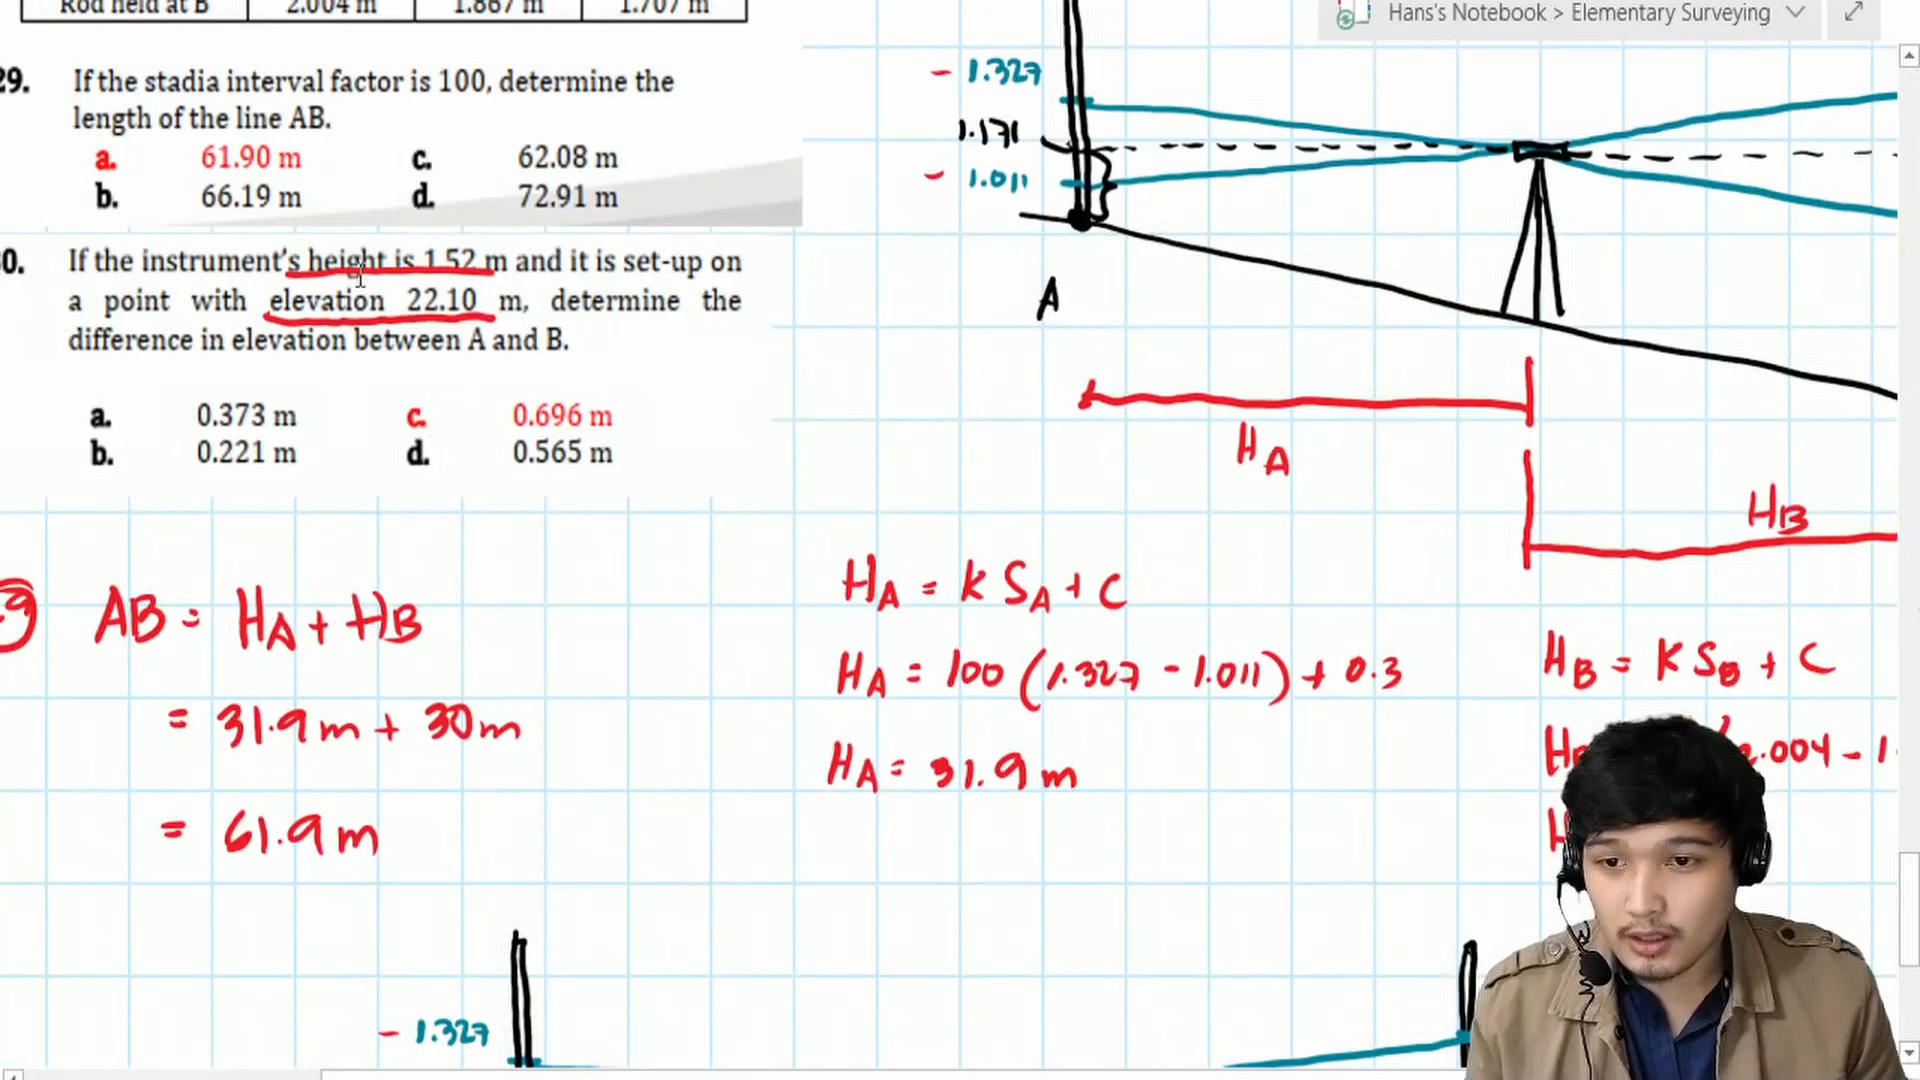 Rod held at B 2.004 m 1.867 m 1.707 m
Hans's Notebook > Elementary Surveying
29. If the stadia interval factor is 100, determine the
length of the line AB.
a. 61.90 m c. 62.08 m
b. 66.19 m d. 72.91 m
0. If the instrument's height is 1.52 m and it is set-up on
a point with elevation 22.10 m, determine the
difference in elevation between A and B.
a. 0.373 m c. 0.696 m
b. 0.221 m d. 0.565 m
- 1.327
1.171
- 1.011
A
HA
HB
AB = HA + HB
= 31.9 m + 30 m
= 61.9 m
HA = K SA + C
HA = 100 (1.327 - 1.011) + 0.3
HA = 31.9 m
HB = K SB + C
2.004 - 1.
- 1.327